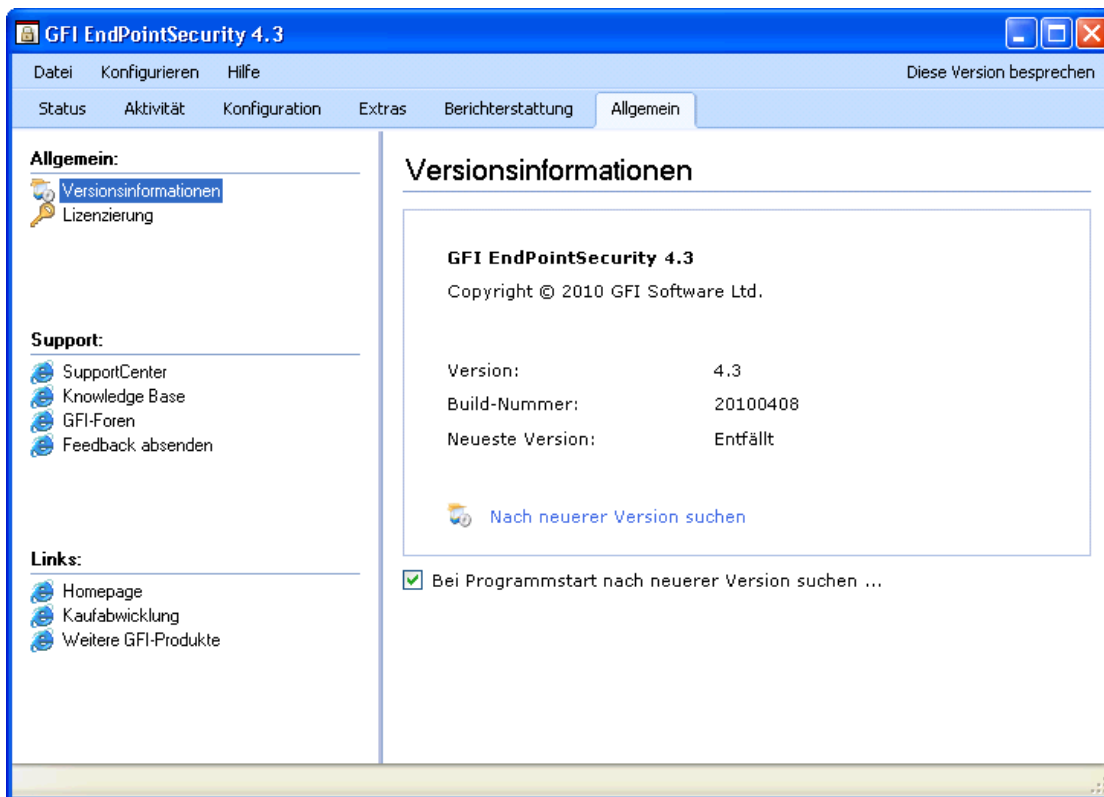 GFI EndPointSecurity 4.3
Datei Konfigurieren Hilfe Diese Version besprechen
Status Aktivität Konfiguration Extras Berichterstattung Allgemein
Allgemein:
Versionsinformationen
Lizenzierung
Support:
SupportCenter
Knowledge Base
GFI-Foren
Feedback absenden
Links:
Homepage
Kaufabwicklung
Weitere GFI-Produkte
Versionsinformationen
GFI EndPointSecurity 4.3
Copyright © 2010 GFI Software Ltd.
Version: 4.3
Build-Nummer: 20100408
Neueste Version: Entfällt
Nach neuerer Version suchen
Bei Programmstart nach neuerer Version suchen ...